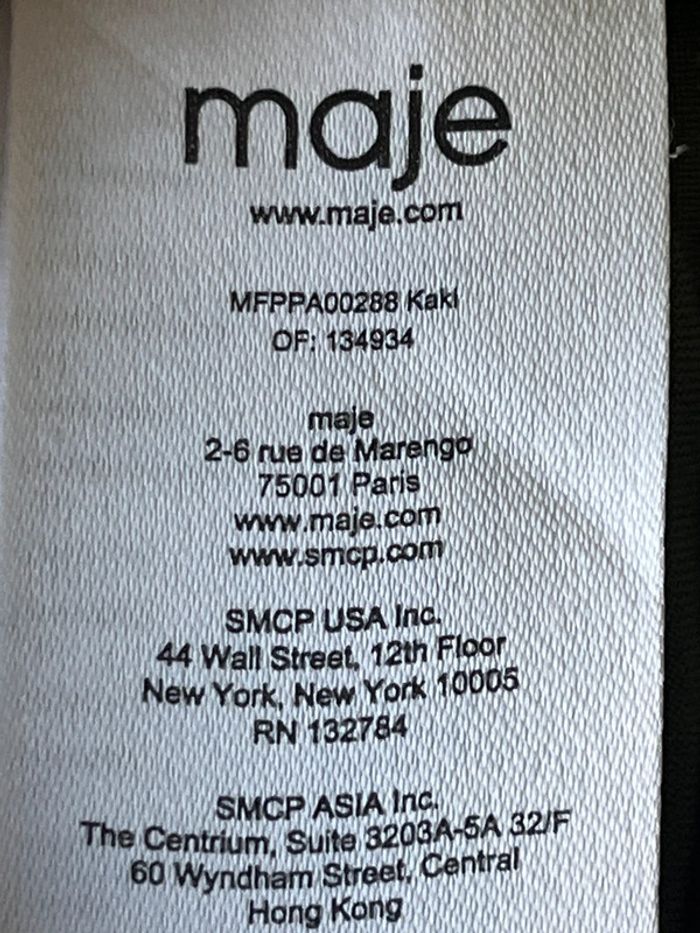 maje
www.maje.com
MFPPA00288 Kaki
OF: 134934
maje
2-6 rue de Marengo
75001 Paris
www.maje.com
www.smcp.com
SMCP USA Inc.
44 Wall Street, 12th Floor
New York, New York 10005
RN 132784
SMCP ASIA Inc.
The Centrium, Suite 3203A-5A 32/F
60 Wyndham Street, Central
Hong Kong